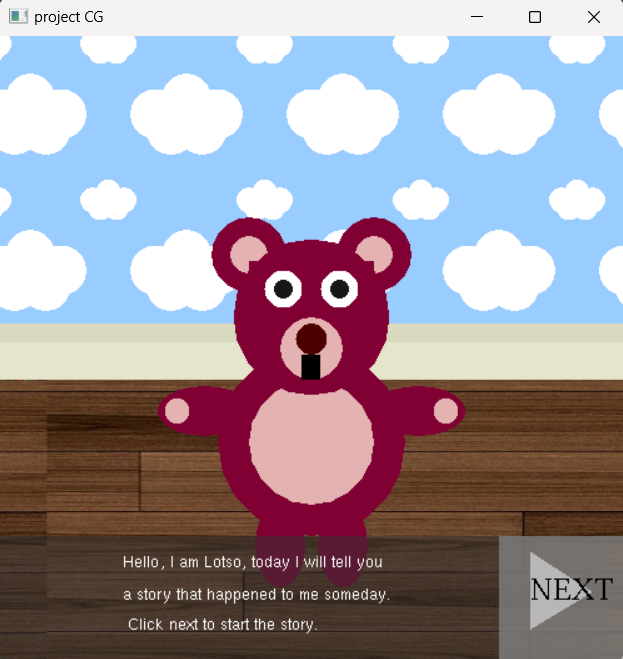 project CG
Hello, I am Lotso, today I will tell you
a story that happened to me someday.
Click next to start the story.
NEXT